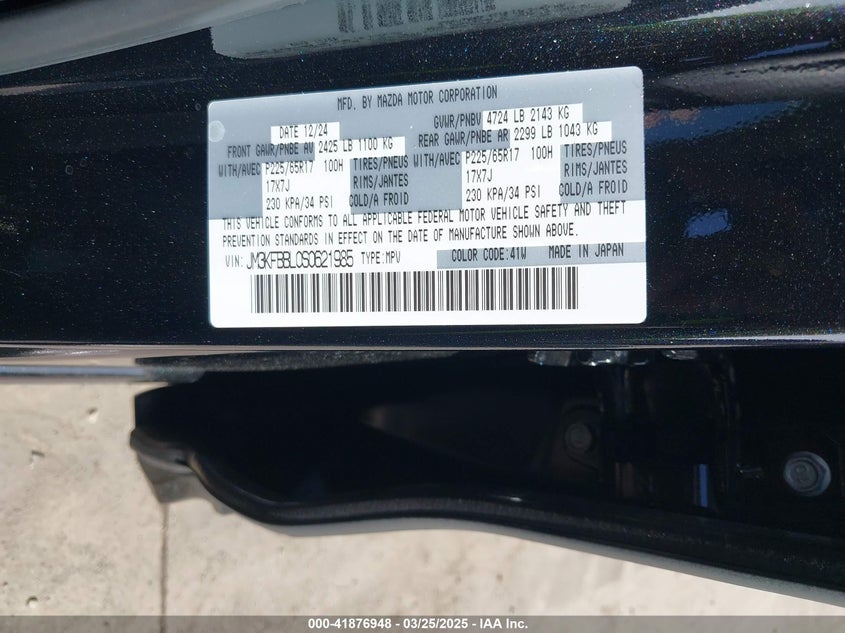 MFD. BY MAZDA MOTOR CORPORATION
DATE 12/24 GVWR/PNBV 4724 LB 2143 KG
FRONT GAWR/PNBE AV 2425 LB 1100 KG REAR GAWR/PNBE AR 2299 LB 1043 KG
WITH/AVEC P225/65R17 100H TIRES/PNEUS WITH/AVEC P225/65R17 100H TIRES/PNEUS
17X7J RIMS/JANTES 17X7J RIMS/JANTES
230 KPA/34 PSI COLD/A FROID 230 KPA/34 PSI COLD/A FROID
THIS VEHICLE CONFORMS TO ALL APPLICABLE FEDERAL MOTOR VEHICLE SAFETY AND THEFT
PREVENTION STANDARDS IN EFFECT ON THE DATE OF MANUFACTURE SHOWN ABOVE.
VIN: JM3KFBBL0S0621985 TYPE:MPV COLOR CODE:41W MADE IN JAPAN
000-41876948 - 03/25/2025 - IAA Inc.